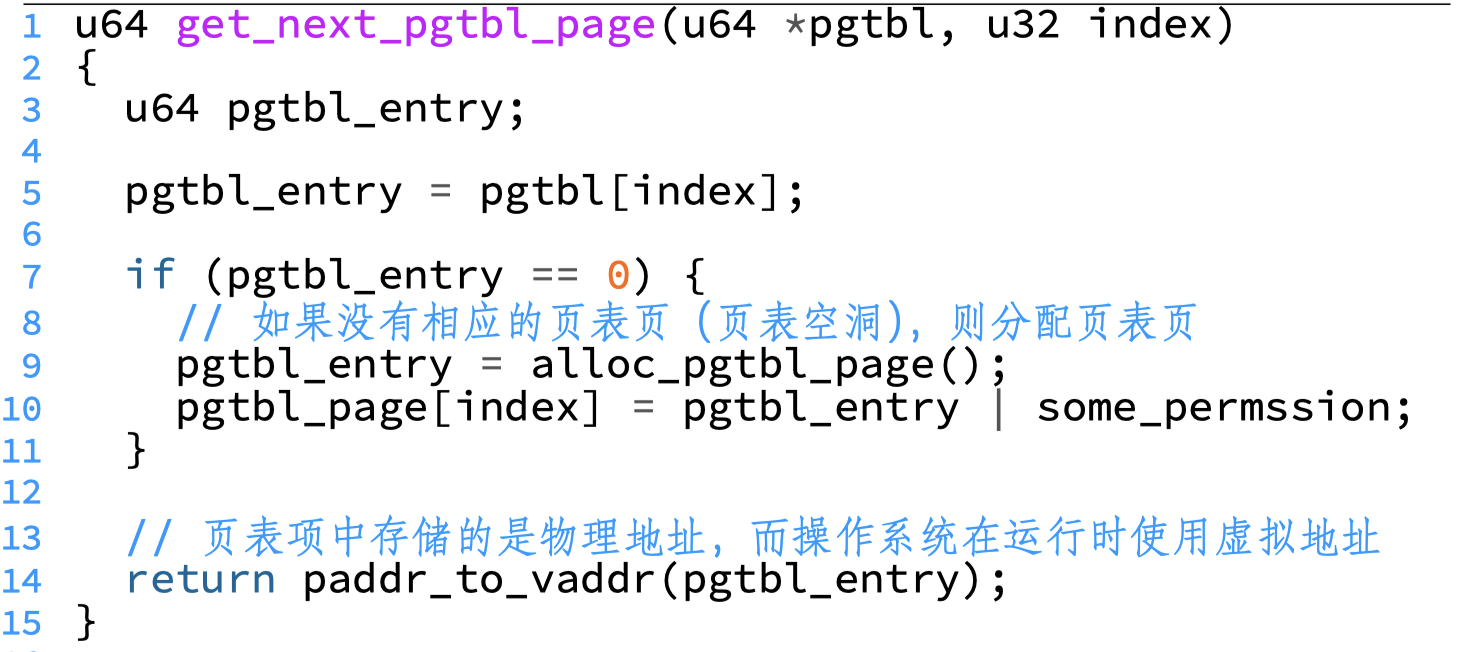 1 u64 get_next_pgtbl_page(u64 *pgtbl, u32 index)
2 {
3 u64 pgtbl_entry;
4
5 pgtbl_entry = pgtbl[index];
6
7 if (pgtbl_entry == 0) {
8 // 如果没有相应的页表页（页表空洞），则分配页表页
9 pgtbl_entry = alloc_pgtbl_page();
10 pgtbl_page[index] = pgtbl_entry | some_permssion;
11 }
12
13 // 页表项中存储的是物理地址，而操作系统在运行时使用虚拟地址
14 return paddr_to_vaddr(pgtbl_entry);
15 }